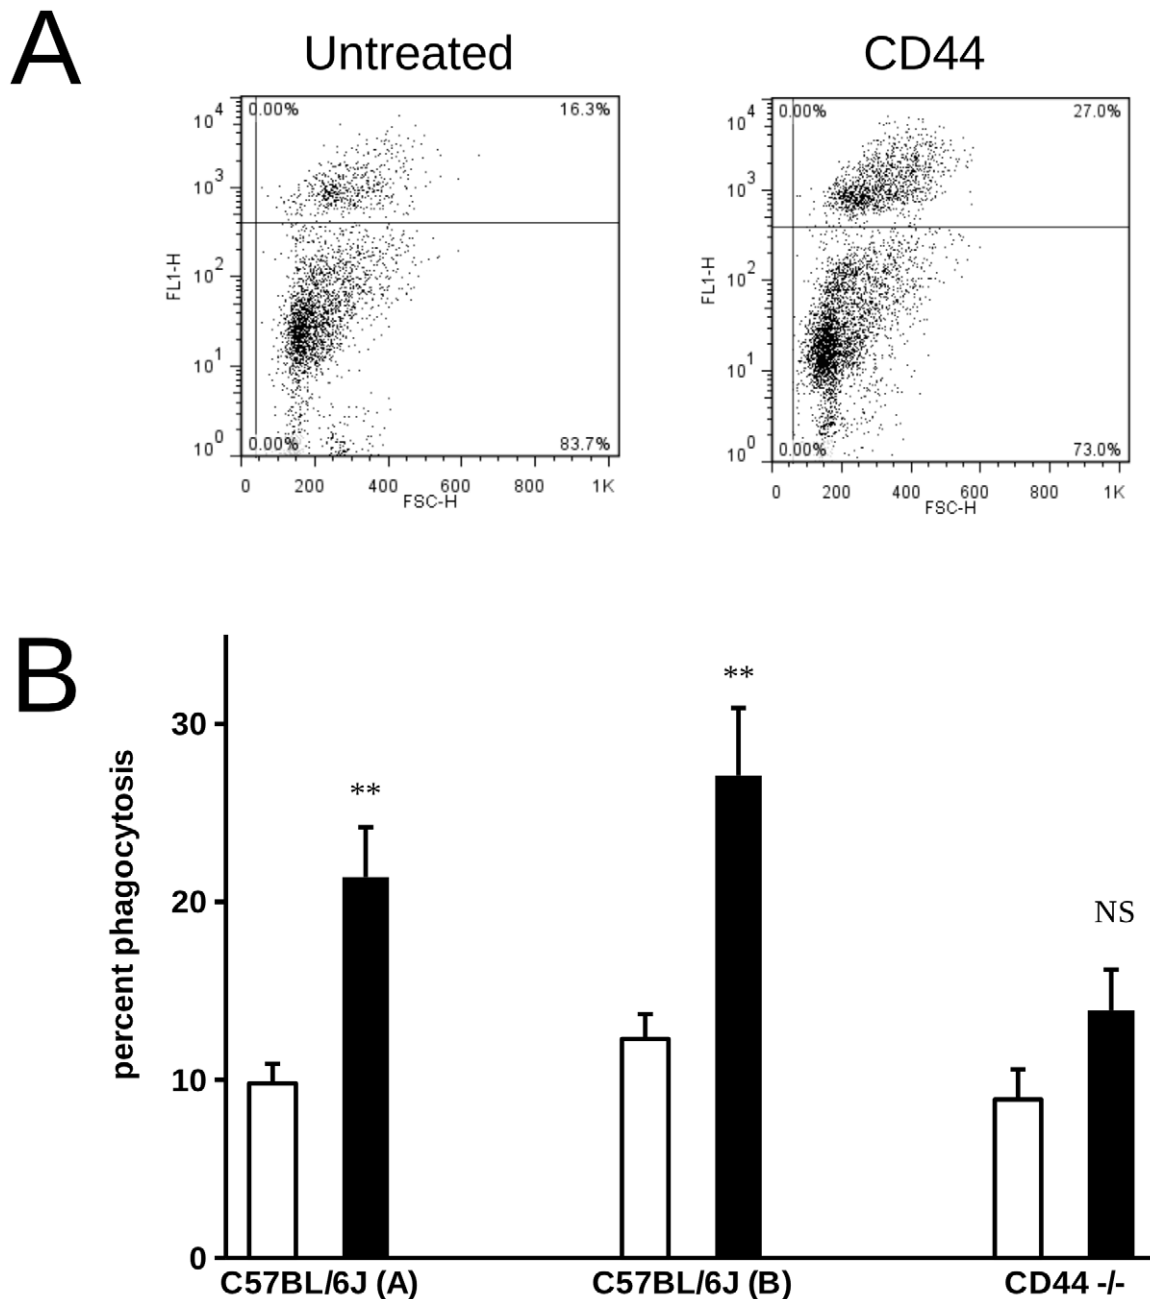 A
Untreated
CD44
0.00%
16.3%
10^4
10^3
10^2
10^1
10^0
FL1-H
0.00%
83.7%
0 200 400 600 800 1K
FSC-H
0.00%
27.0%
10^4
10^3
10^2
10^1
10^0
FL1-H
0.00%
73.0%
0 200 400 600 800 1K
FSC-H
B
percent phagocytosis
30
20
10
0
**
**
NS
C57BL/6J (A)
C57BL/6J (B)
CD44 -/-